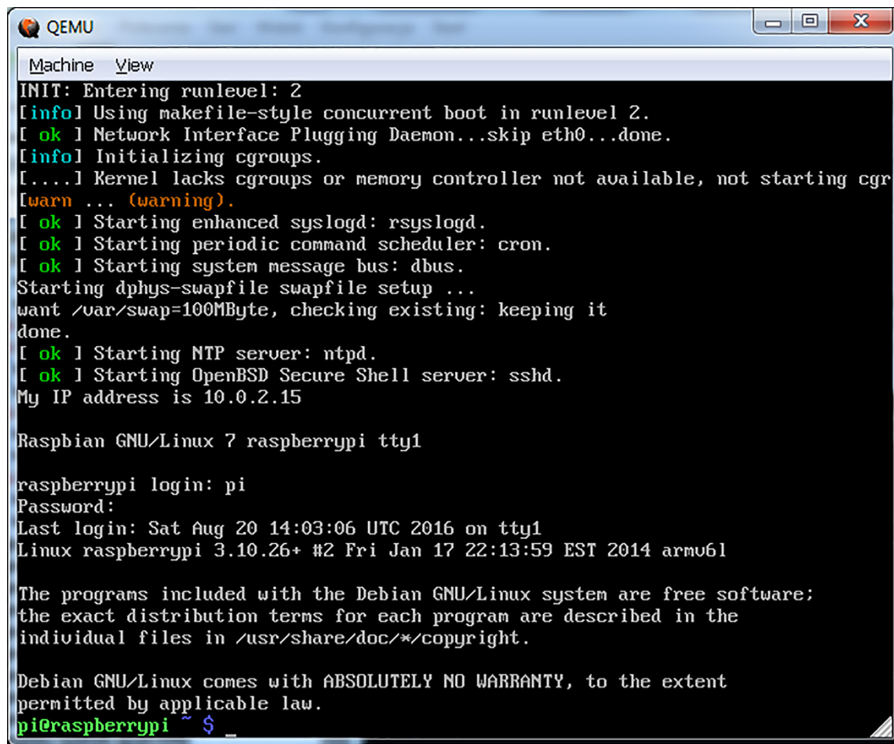 QEMU
Machine View
INIT: Entering runlevel: 2
[info] Using makefile-style concurrent boot in runlevel 2.
[ ok ] Network Interface Plugging Daemon...skip eth0...done.
[info] Initializing cgroups.
[....] Kernel lacks cgroups or memory controller not available, not starting cgr
[warn ... (warning).
[ ok ] Starting enhanced syslogd: rsyslogd.
[ ok ] Starting periodic command scheduler: cron.
[ ok ] Starting system message bus: dbus.
Starting dphys-swapfile swapfile setup ...
want /var/swap=100MByte, checking existing: keeping it
done.
[ ok ] Starting NTP server: ntpd.
[ ok ] Starting OpenBSD Secure Shell server: sshd.
My IP address is 10.0.2.15
Raspbian GNU/Linux 7 raspberrypi tty1
raspberrypi login: pi
Password:
Last login: Sat Aug 20 14:03:06 UTC 2016 on tty1
Linux raspberrypi 3.10.26+ #2 Fri Jan 17 22:13:59 EST 2014 armv6l
The programs included with the Debian GNU/Linux system are free software;
the exact distribution terms for each program are described in the
individual files in /usr/share/doc/*/copyright.
Debian GNU/Linux comes with ABSOLUTELY NO WARRANTY, to the extent
permitted by applicable law.
pi@raspberrypi ~ $ _